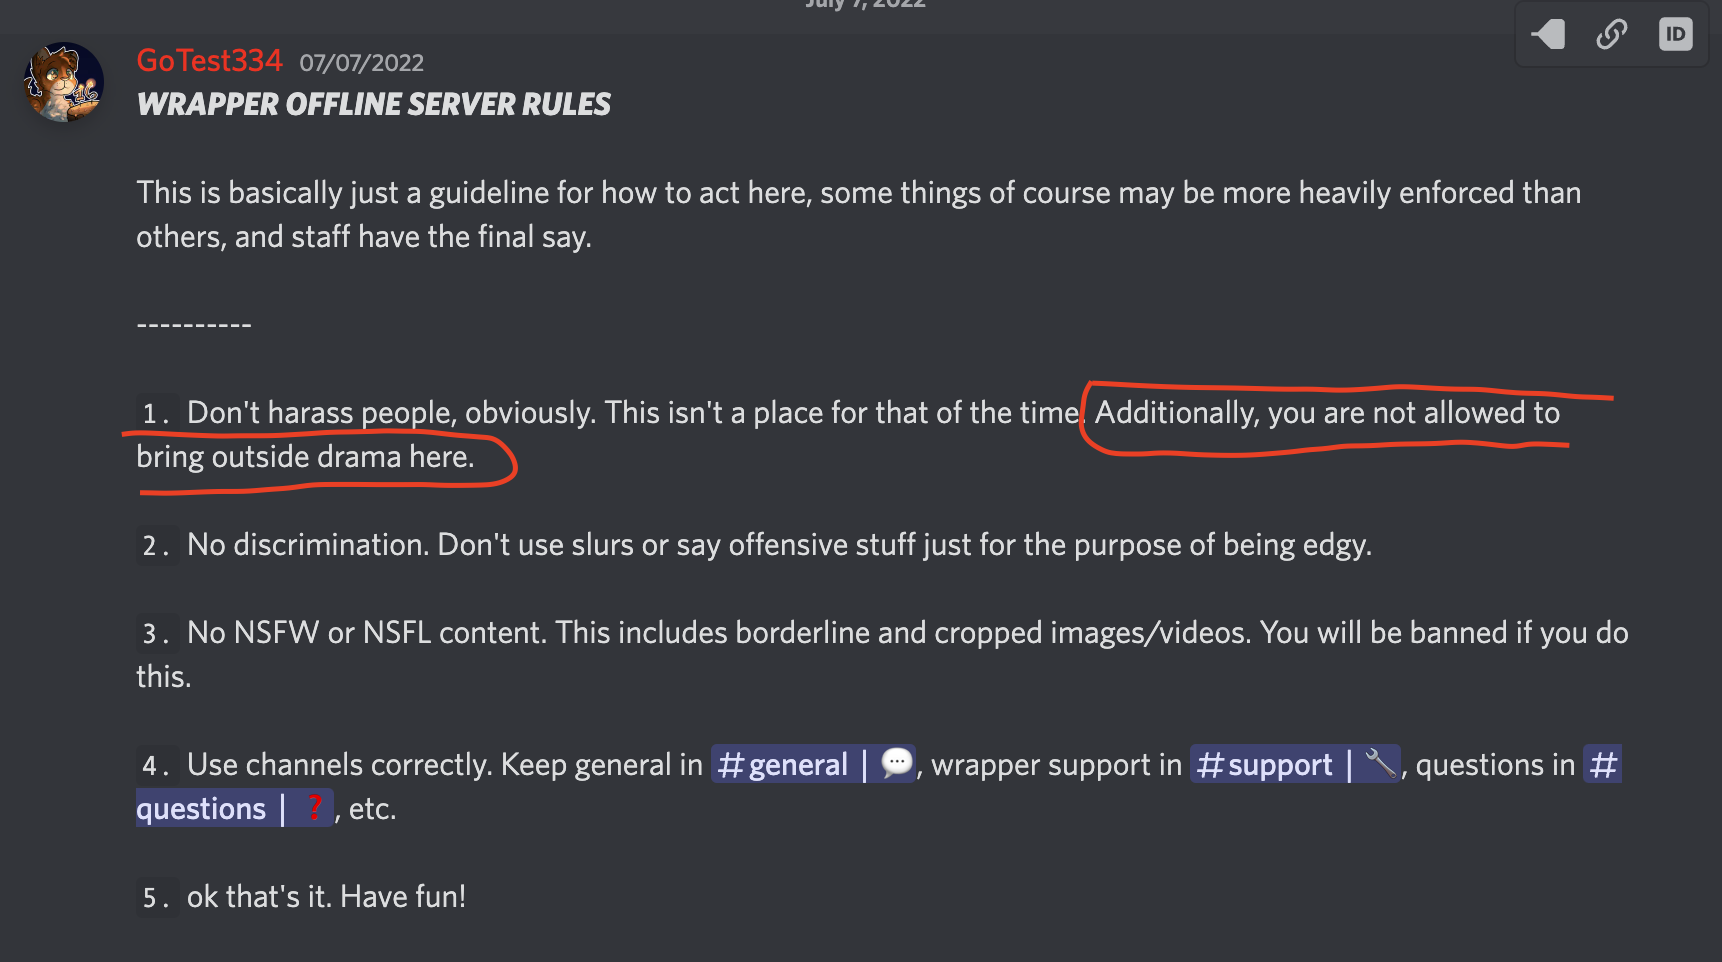 July 7, 2022
ID
GoTest334 07/07/2022
WRAPPER OFFLINE SERVER RULES
This is basically just a guideline for how to act here, some things of course may be more heavily enforced than
others, and staff have the final say.
----------
1. Don't harass people, obviously. This isn't a place for that of the time. Additionally, you are not allowed to
bring outside drama here.
2. No discrimination. Don't use slurs or say offensive stuff just for the purpose of being edgy.
3. No NSFW or NSFL content. This includes borderline and cropped images/videos. You will be banned if you do
this.
4. Use channels correctly. Keep general in #general | 💬, wrapper support in #support | 🔧, questions in #
questions | ❓, etc.
5. ok that's it. Have fun!